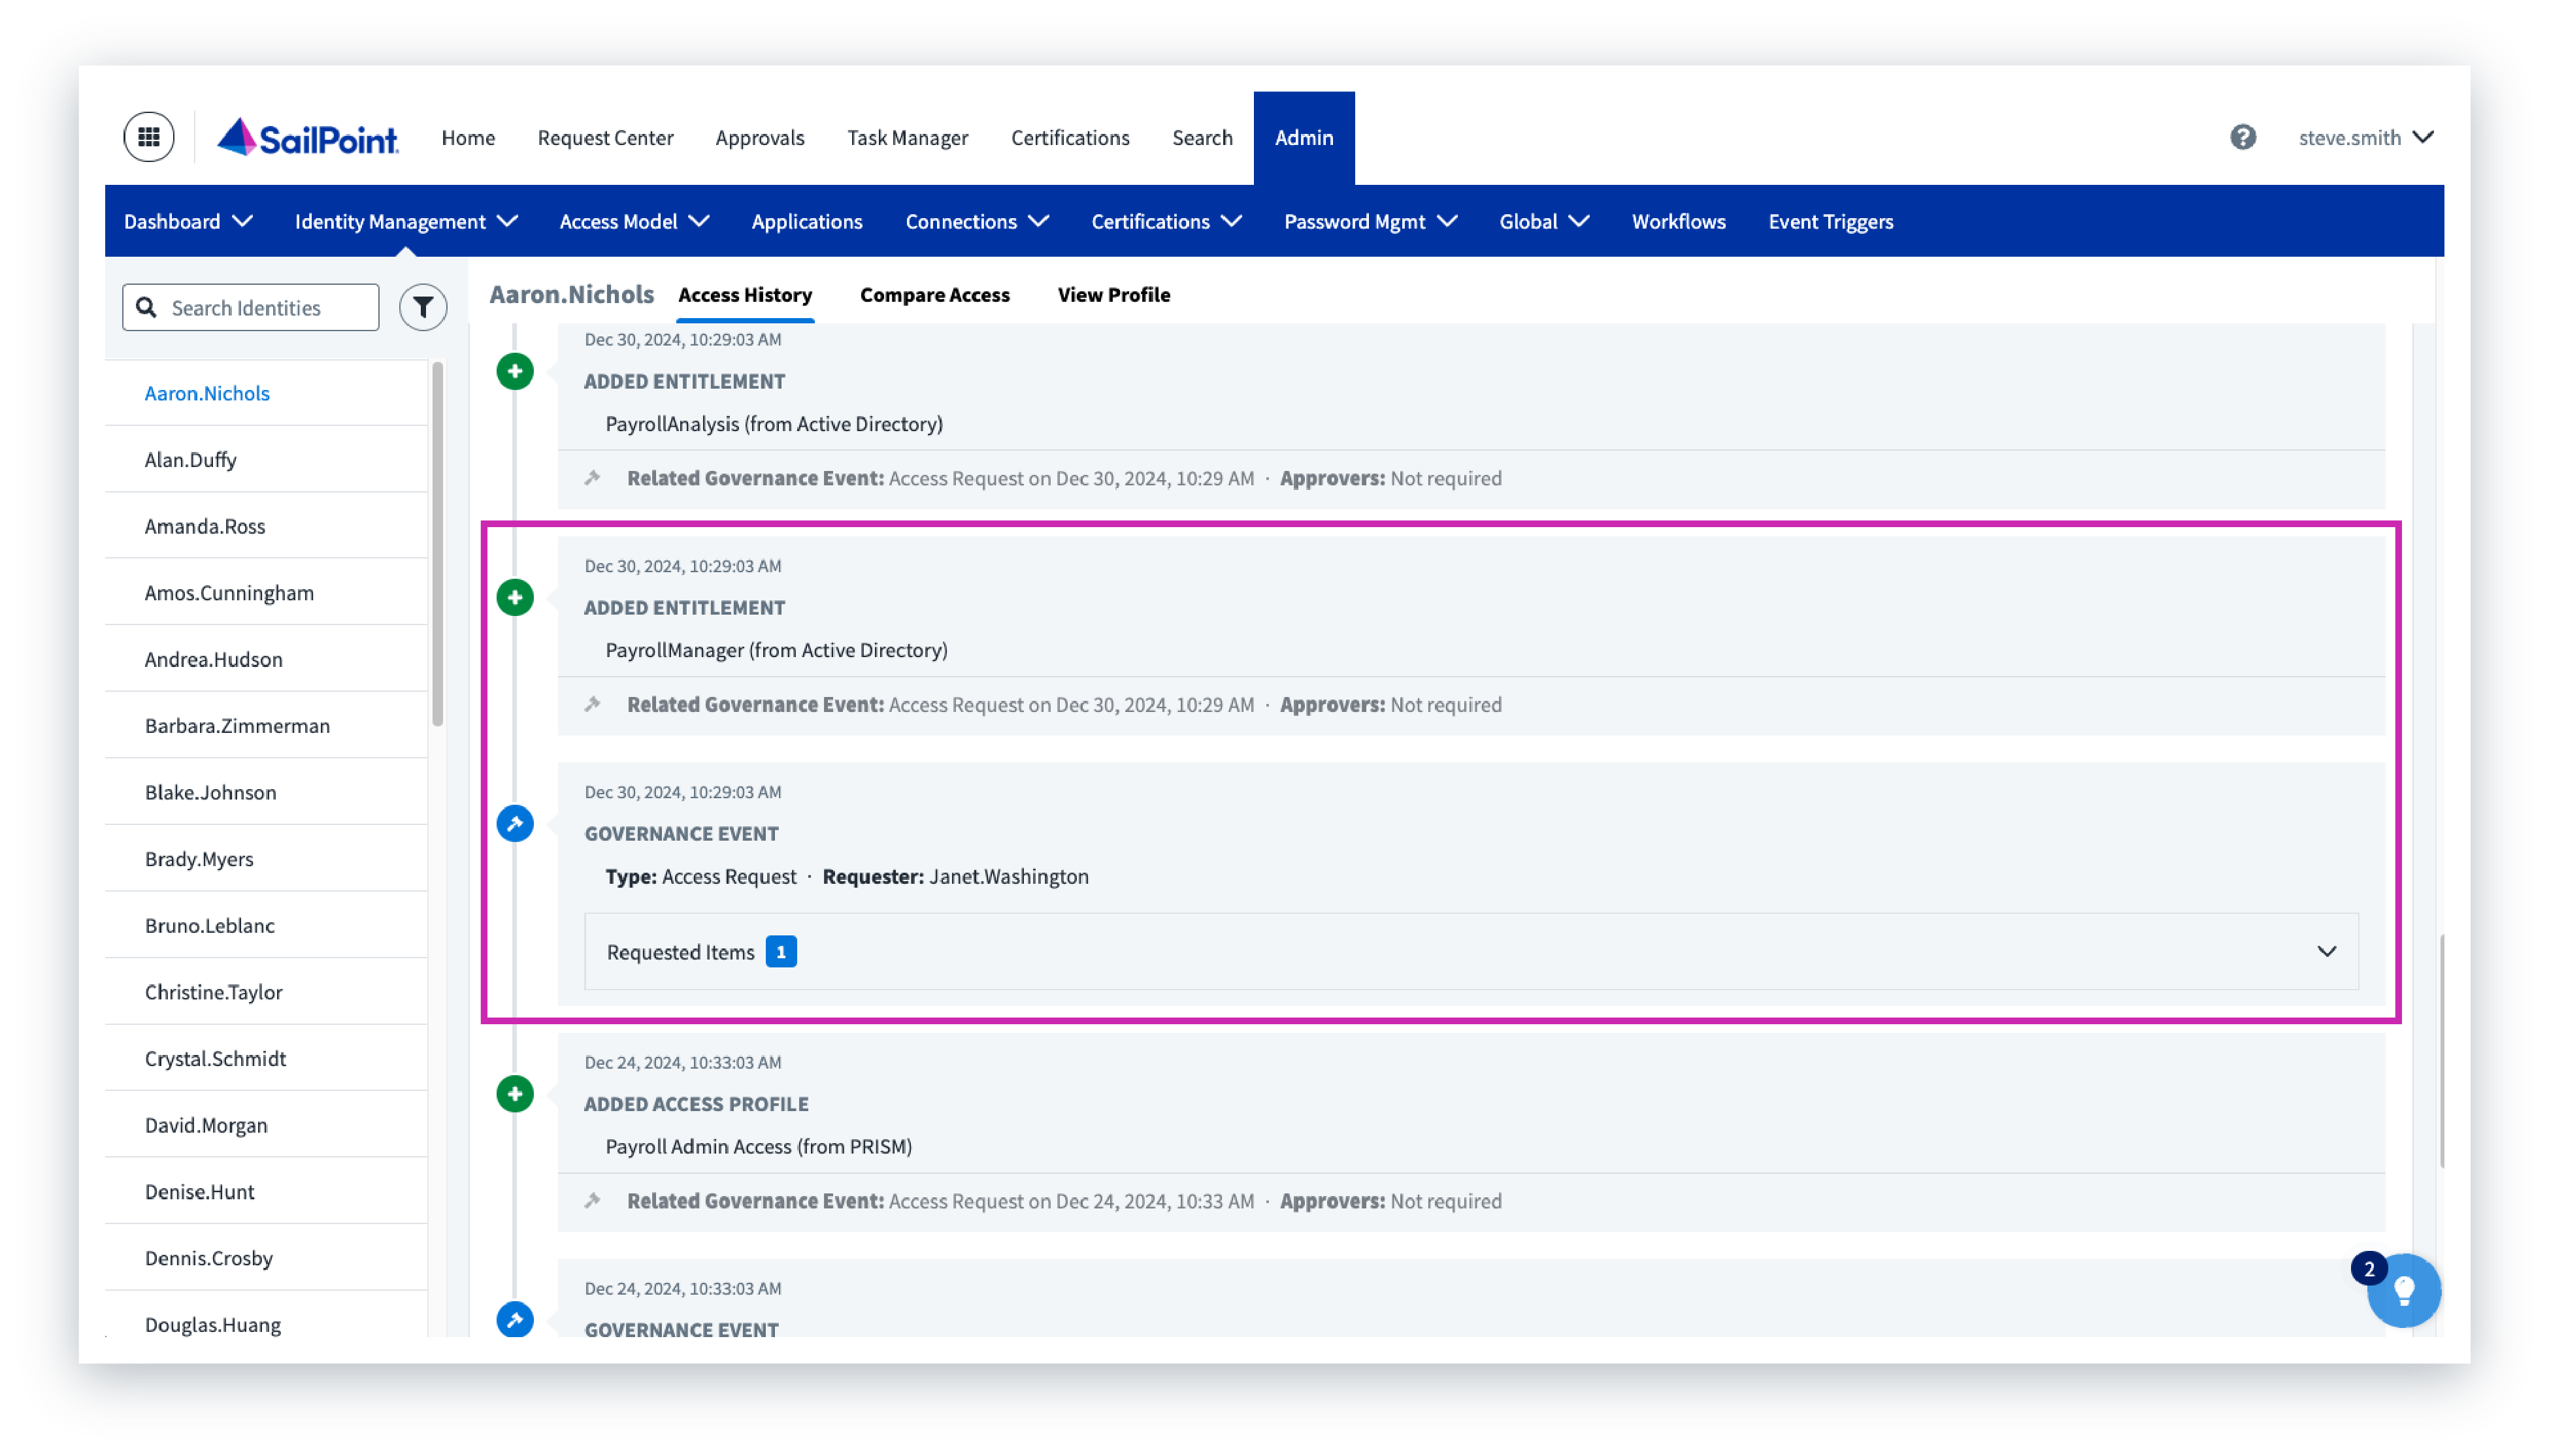 SailPoint Home Request Center Approvals Task Manager Certifications Search Admin steve.smith
Dashboard Identity Management Access Model Applications Connections Certifications Password Mgmt Global Workflows Event Triggers
Search Identities
Aaron.Nichols
Alan.Duffy
Amanda.Ross
Amos.Cunningham
Andrea.Hudson
Barbara.Zimmerman
Blake.Johnson
Brady.Myers
Bruno.Leblanc
Christine.Taylor
Crystal.Schmidt
David.Morgan
Denise.Hunt
Dennis.Crosby
Douglas.Huang
Aaron.Nichols Access History Compare Access View Profile
Dec 30, 2024, 10:29:03 AM
ADDED ENTITLEMENT
PayrollAnalysis (from Active Directory)
Related Governance Event: Access Request on Dec 30, 2024, 10:29 AM · Approvers: Not required
Dec 30, 2024, 10:29:03 AM
ADDED ENTITLEMENT
PayrollManager (from Active Directory)
Related Governance Event: Access Request on Dec 30, 2024, 10:29 AM · Approvers: Not required
Dec 30, 2024, 10:29:03 AM
GOVERNANCE EVENT
Type: Access Request · Requester: Janet.Washington
Requested Items 1
Dec 24, 2024, 10:33:03 AM
ADDED ACCESS PROFILE
Payroll Admin Access (from PRISM)
Related Governance Event: Access Request on Dec 24, 2024, 10:33 AM · Approvers: Not required
Dec 24, 2024, 10:33:03 AM
GOVERNANCE EVENT
2